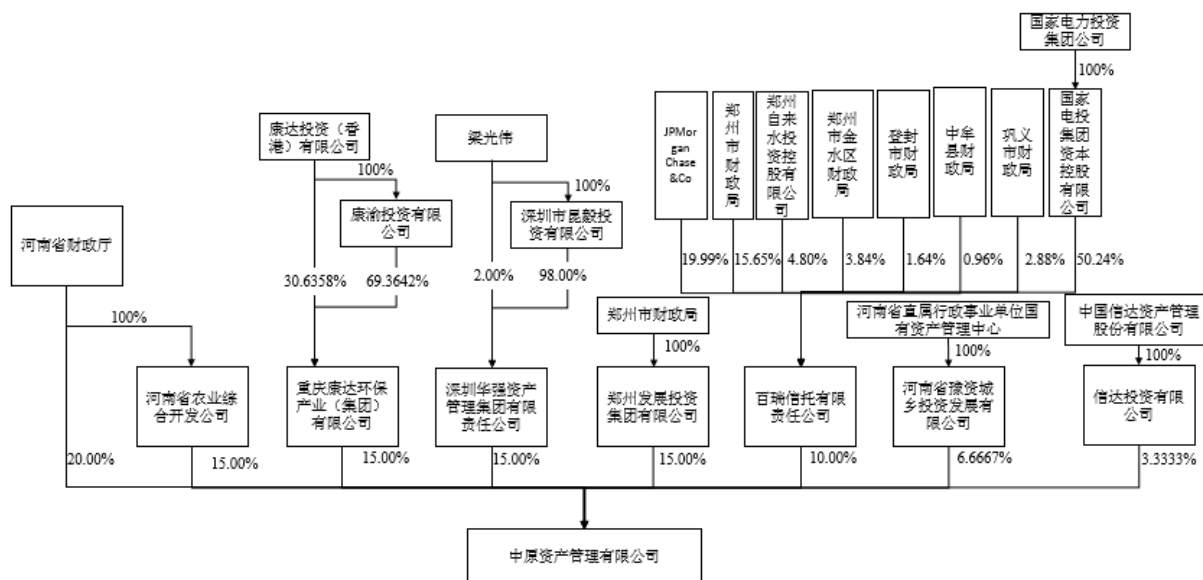 国家电力投资
集团公司
100%
康达投资（香
港）有限公司
梁光伟
JPMor
gan
Chase
&Co
郑州市财政局
郑州自来水投资控股有限公司
郑州市金水区财政局
登封市财政局
中牟县财政局
巩义市财政局
国家电投集团资本控股有限公司
100%
100%
河南省财政厅
康渝投资有限
公司
深圳市昆毅投
资有限公司
19.99%
15.65%
4.80%
3.84%
1.64%
0.96%
2.88%
50.24%
30.6358%
69.3642%
2.00%
98.00%
郑州市财政局
河南省直属行政事业单位国
有资产管理中心
中国信达资产管理
股份有限公司
100%
100%
100%
100%
河南省农业综
合开发公司
重庆康达环保
产业（集团）
有限公司
深圳华强资产
管理集团有限
责任公司
郑州发展投资
集团有限公司
百瑞信托有限
责任公司
河南省豫资城
乡投资发展有
限公司
信达投资有
限公司
20.00%
15.00%
15.00%
15.00%
15.00%
10.00%
6.6667%
3.3333%
中原资产管理有限公司